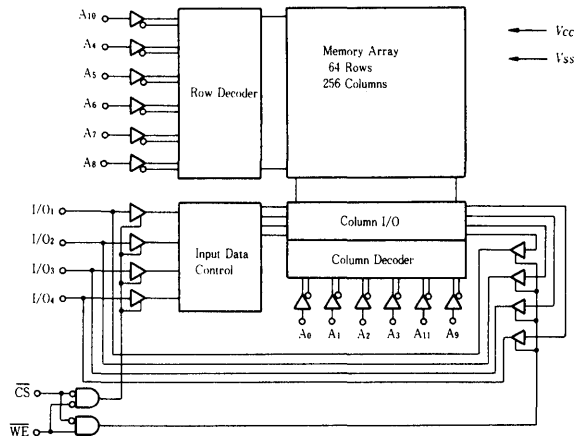 A10
A4
A5
A6
A7
A8
Row Decoder
Memory Array
64 Rows
256 Columns
Vcc
Vss
I/O1
I/O2
I/O3
I/O4
Input Data
Control
Column I/O
Column Decoder
A0 A1 A2 A3 A11 A9
CS
WE